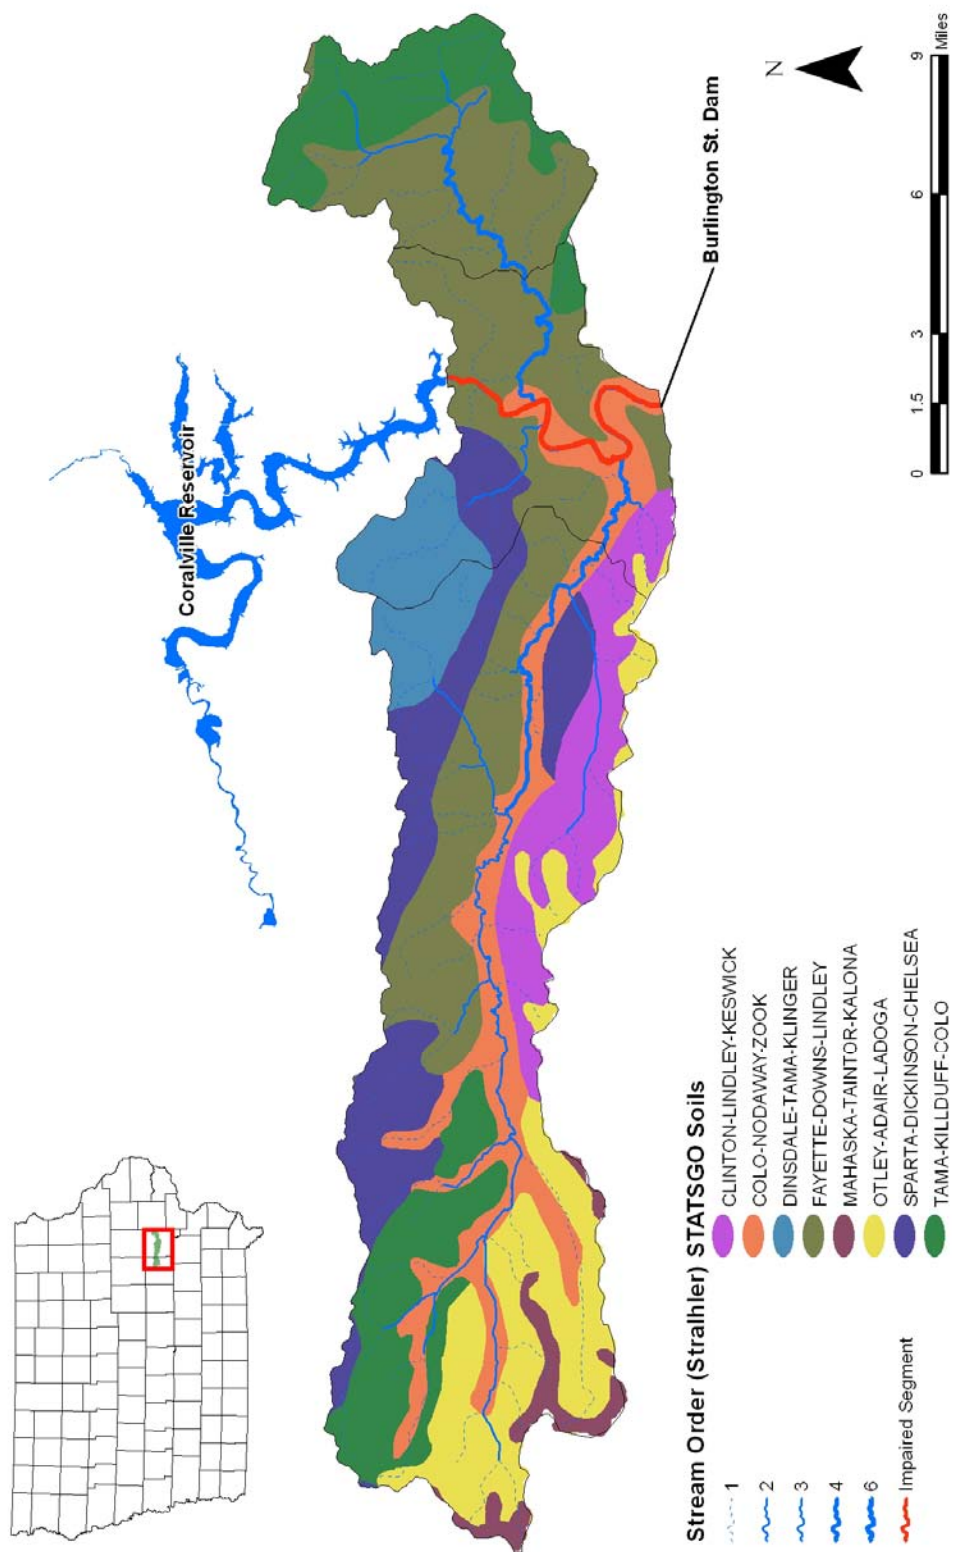 Coralville Reservoir
Burlington St. Dam
N
0 1.5 3 6 9
Miles
Stream Order (Stralhler)
1
2
3
4
6
Impaired Segment
STATSGO Soils
CLINTON-LINDLEY-KESWICK
COLO-NODAWAY-ZOOK
DINSDALE-TAMA-KLINGER
FAYETTE-DOWNS-LINDLEY
MAHASKA-TAINTOR-KALONA
OTLEY-ADAIR-LADOGA
SPARTA-DICKINSON-CHELSEA
TAMA-KILLDUFF-COLO